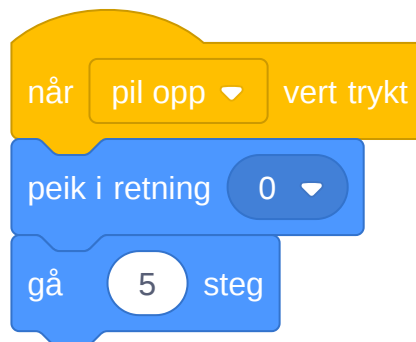 når pil opp vert trykt
peik i retning 0
gå 5 steg